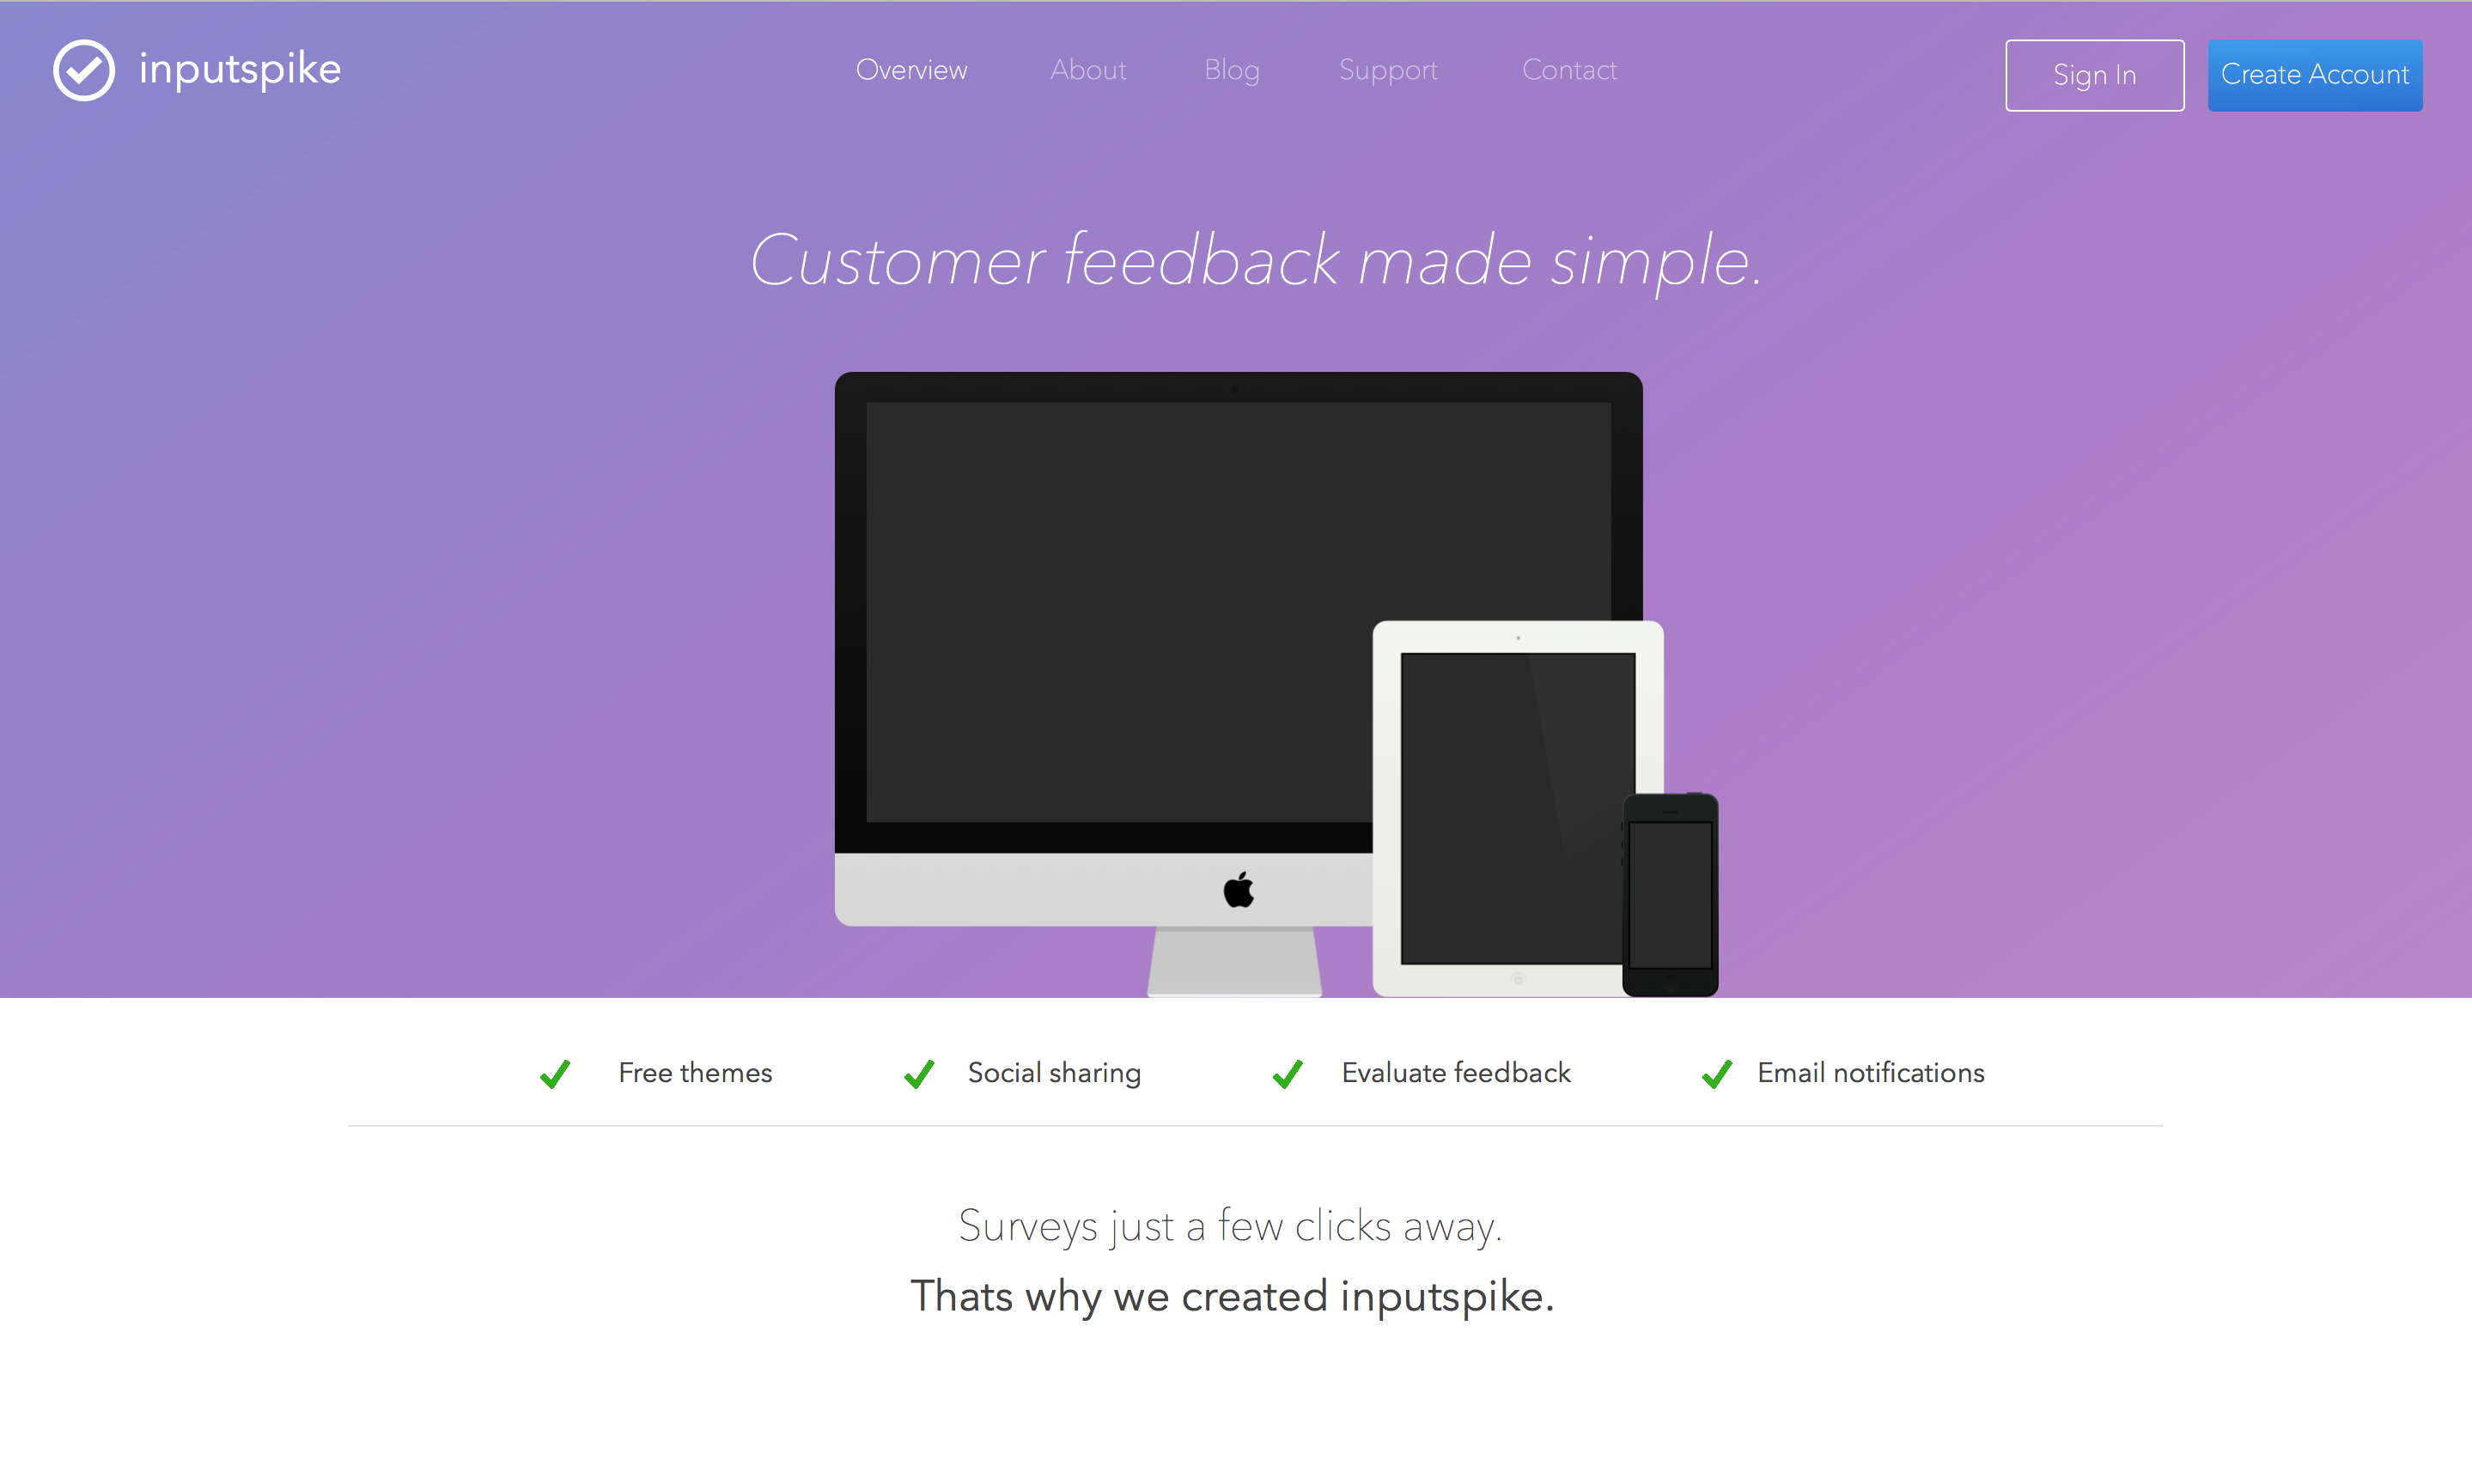 inputspike
Overview About Blog Support Contact
Sign In
Create Account
Customer feedback made simple.
Free themes
Social sharing
Evaluate feedback
Email notifications
Surveys just a few clicks away.
Thats why we created inputspike.